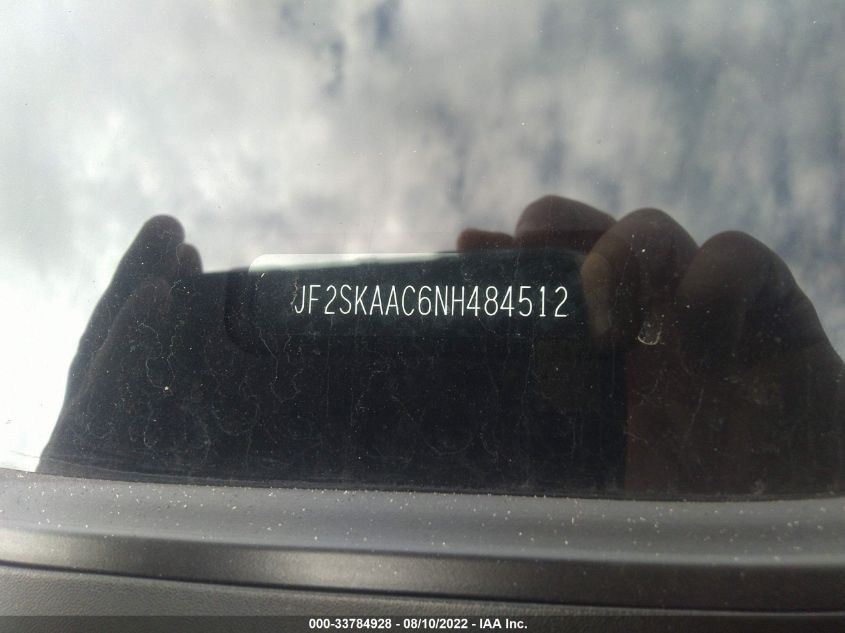 JF2SKAAC6NH484512
000-33784928 - 08/10/2022 - IAA Inc.